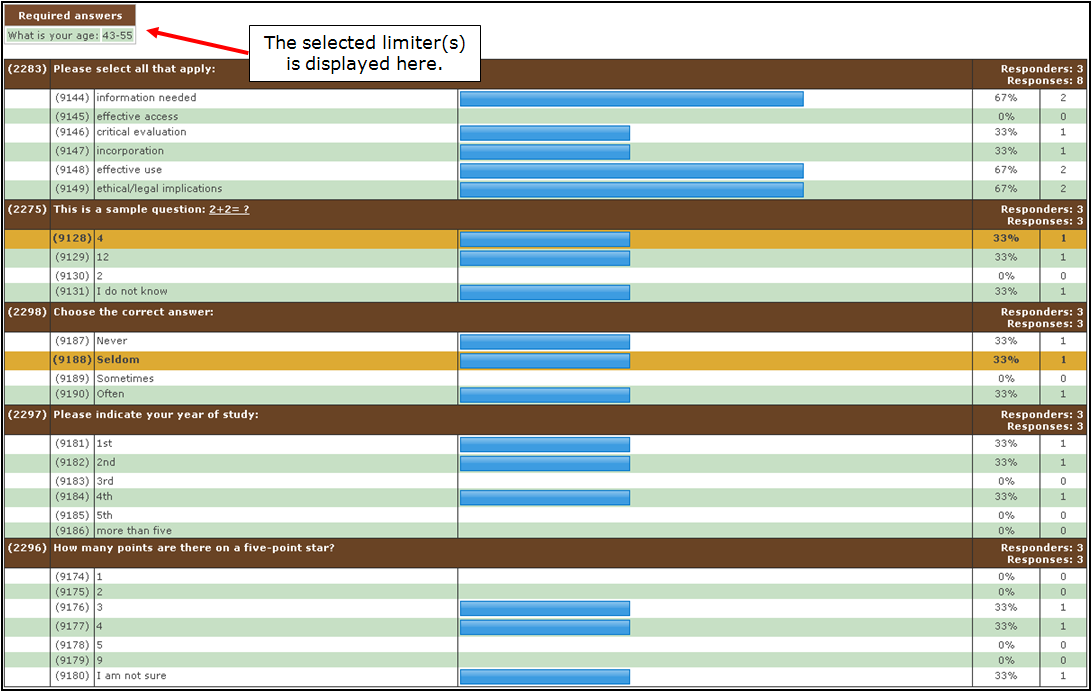 Required answers
What is your age: 43-55
The selected limiter(s)
is displayed here.
(2283) Please select all that apply: Responders: 3
Responses: 8
(9144) information needed 67% 2
(9145) effective access 0% 0
(9146) critical evaluation 33% 1
(9147) incorporation 33% 1
(9148) effective use 67% 2
(9149) ethical/legal implications 67% 2
(2275) This is a sample question: 2+2= ? Responders: 3
Responses: 3
(9128) 4 33% 1
(9129) 12 33% 1
(9130) 2 0% 0
(9131) I do not know 33% 1
(2298) Choose the correct answer: Responders: 3
Responses: 3
(9187) Never 33% 1
(9188) Seldom 33% 1
(9189) Sometimes 0% 0
(9190) Often 33% 1
(2297) Please indicate your year of study: Responders: 3
Responses: 3
(9181) 1st 33% 1
(9182) 2nd 33% 1
(9183) 3rd 0% 0
(9184) 4th 33% 1
(9185) 5th 0% 0
(9186) more than five 0% 0
(2296) How many points are there on a five-point star? Responders: 3
Responses: 3
(9174) 1 0% 0
(9175) 2 0% 0
(9176) 3 33% 1
(9177) 4 33% 1
(9178) 5 0% 0
(9179) 9 0% 0
(9180) I am not sure 33% 1